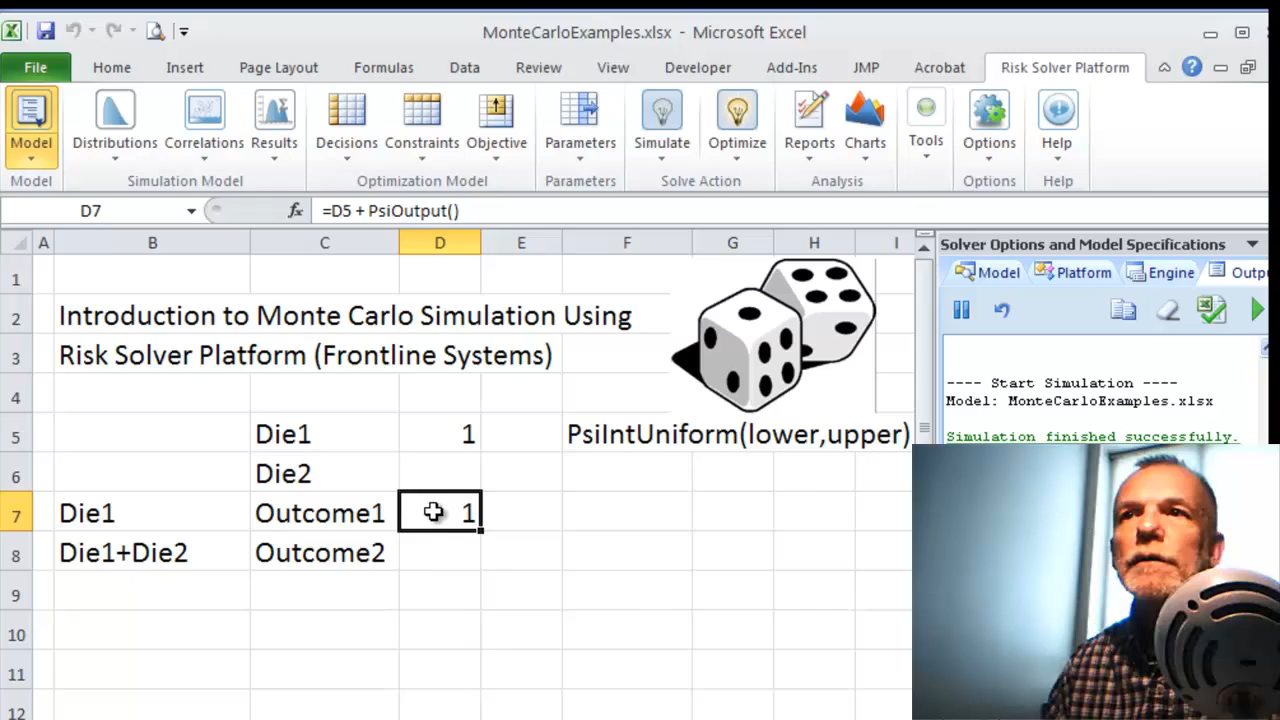 MonteCarloExamples.xlsx - Microsoft Excel
File Home Insert Page Layout Formulas Data Review View Developer Add-Ins JMP Acrobat Risk Solver Platform
Model Distributions Correlations Results Decisions Constraints Objective Parameters Simulate Optimize Reports Charts Tools Options Help
Model Simulation Model Optimization Model Parameters Solve Action Analysis Options Help
D7 fx =D5 + PsiOutput()
A B C D E F G H I
Solver Options and Model Specifications
Model Platform Engine Outpu
1
2 Introduction to Monte Carlo Simulation Using
3 Risk Solver Platform (Frontline Systems)
4
---- Start Simulation ----
Model: MonteCarloExamples.xlsx
Simulation finished successfully.
5 Die1 1 PsiIntUniform(lower,upper)
6 Die2
7 Die1 Outcome1 1
8 Die1+Die2 Outcome2
9
10
11
12